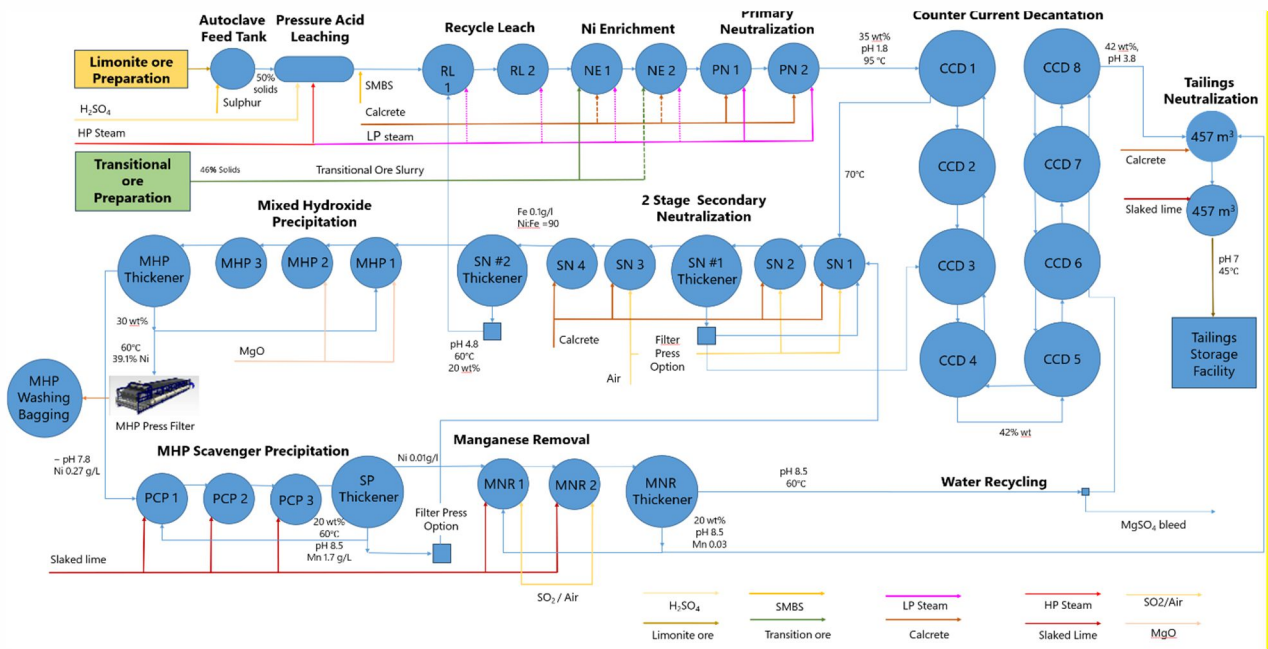 Autoclave
Feed Tank
Pressure Acid
Leaching
Recycle Leach
Ni Enrichment
Primary
Neutralization
Counter Current Decantation
Limonite ore
Preparation
50%
solids
Sulphur
H₂SO₄
HP Steam
SMBS
Calcrete
LP steam
RL
1
RL 2
NE 1
NE 2
PN 1
PN 2
35 wt%
pH 1.8
95 °C
CCD 1
CCD 8
42 wt%,
pH 3.8
Tailings
Neutralization
457 m³
Calcrete
Slaked lime
457 m³
pH 7
45°C
Tailings
Storage
Facility
Transitional
ore
Preparation
46% Solids
Transitional Ore Slurry
70°C
CCD 2
CCD 7
CCD 3
CCD 6
CCD 4
CCD 5
42% wt
Mixed Hydroxide
Precipitation
Fe 0.1g/l
Ni:Fe =90
2 Stage Secondary
Neutralization
MHP
Thickener
MHP 3
MHP 2
MHP 1
SN #2
Thickener
SN 4
SN 3
SN #1
Thickener
SN 2
SN 1
30 wt%
60°C
39.1% Ni
MgO
pH 4.8
60°C
20 wt%
Calcrete
Air
Filter
Press
Option
MHP
Washing
Bagging
MHP Press Filter
MHP Scavenger Precipitation
Manganese Removal
~ pH 7.8
Ni 0.27 g/L
PCP 1
PCP 2
PCP 3
SP
Thickener
Ni 0.01g/l
MNR 1
MNR 2
MNR
Thickener
pH 8.5
60°C
Water Recycling
MgSO₄ bleed
20 wt%
60°C
pH 8.5
Mn 1.7 g/L
Filter Press
Option
20 wt%
pH 8.5
Mn 0.03
Slaked lime
SO₂ / Air
H₂SO₄
SMBS
LP Steam
HP Steam
SO2/Air
Limonite ore
Transition ore
Calcrete
Slaked Lime
MgO